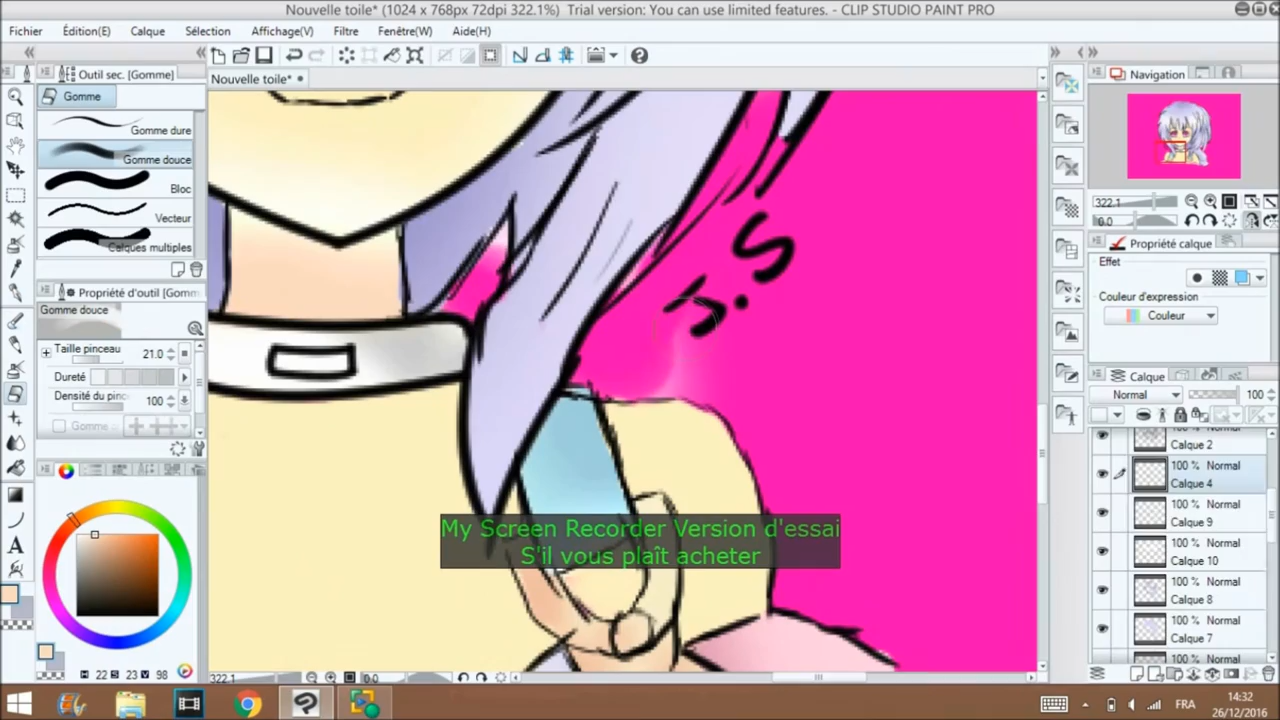 Nouvelle toile* (1024 x 768px 72dpi 322.1%) Trial version: You can use limited features. - CLIP STUDIO PAINT PRO
Fichier Édition(E) Calque Sélection Affichage(V) Filtre Fenêtre(W) Aide(H)
Outil sec. [Gomme]
Gomme
Gomme dure
Gomme douce
Bloc
Vecteur
Calques multiples
Propriété d'outil [Gomm
Gomme douce
Taille pinceau 21.0
Dureté
Densité du pinc 100
Gomme
H 22 S 23 V 98
Nouvelle toile*
J.S
My Screen Recorder Version d'essai
S'il vous plaît acheter
322.1 0.0
Navigation
322.1
0.0
Propriété calque
Effet
Couleur d'expression
Couleur
Calque
Normal 100
100 % Normal
Calque 2
100 % Normal
Calque 4
100 % Normal
Calque 9
100 % Normal
Calque 10
100 % Normal
Calque 8
100 % Normal
Calque 7
100 % Normal
FRA
14:32
26/12/2016